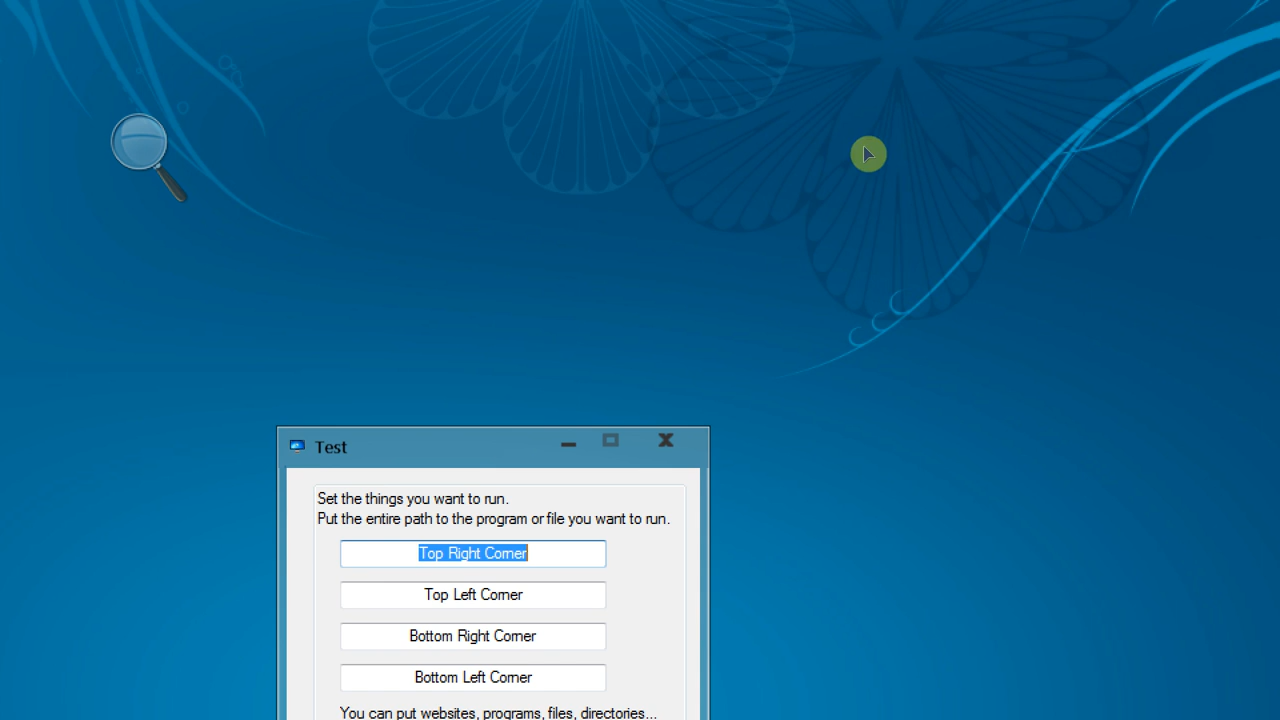 Test
Set the things you want to run.
Put the entire path to the program or file you want to run.
Top Right Corner
Top Left Corner
Bottom Right Corner
Bottom Left Corner
You can put websites, programs, files, directories...